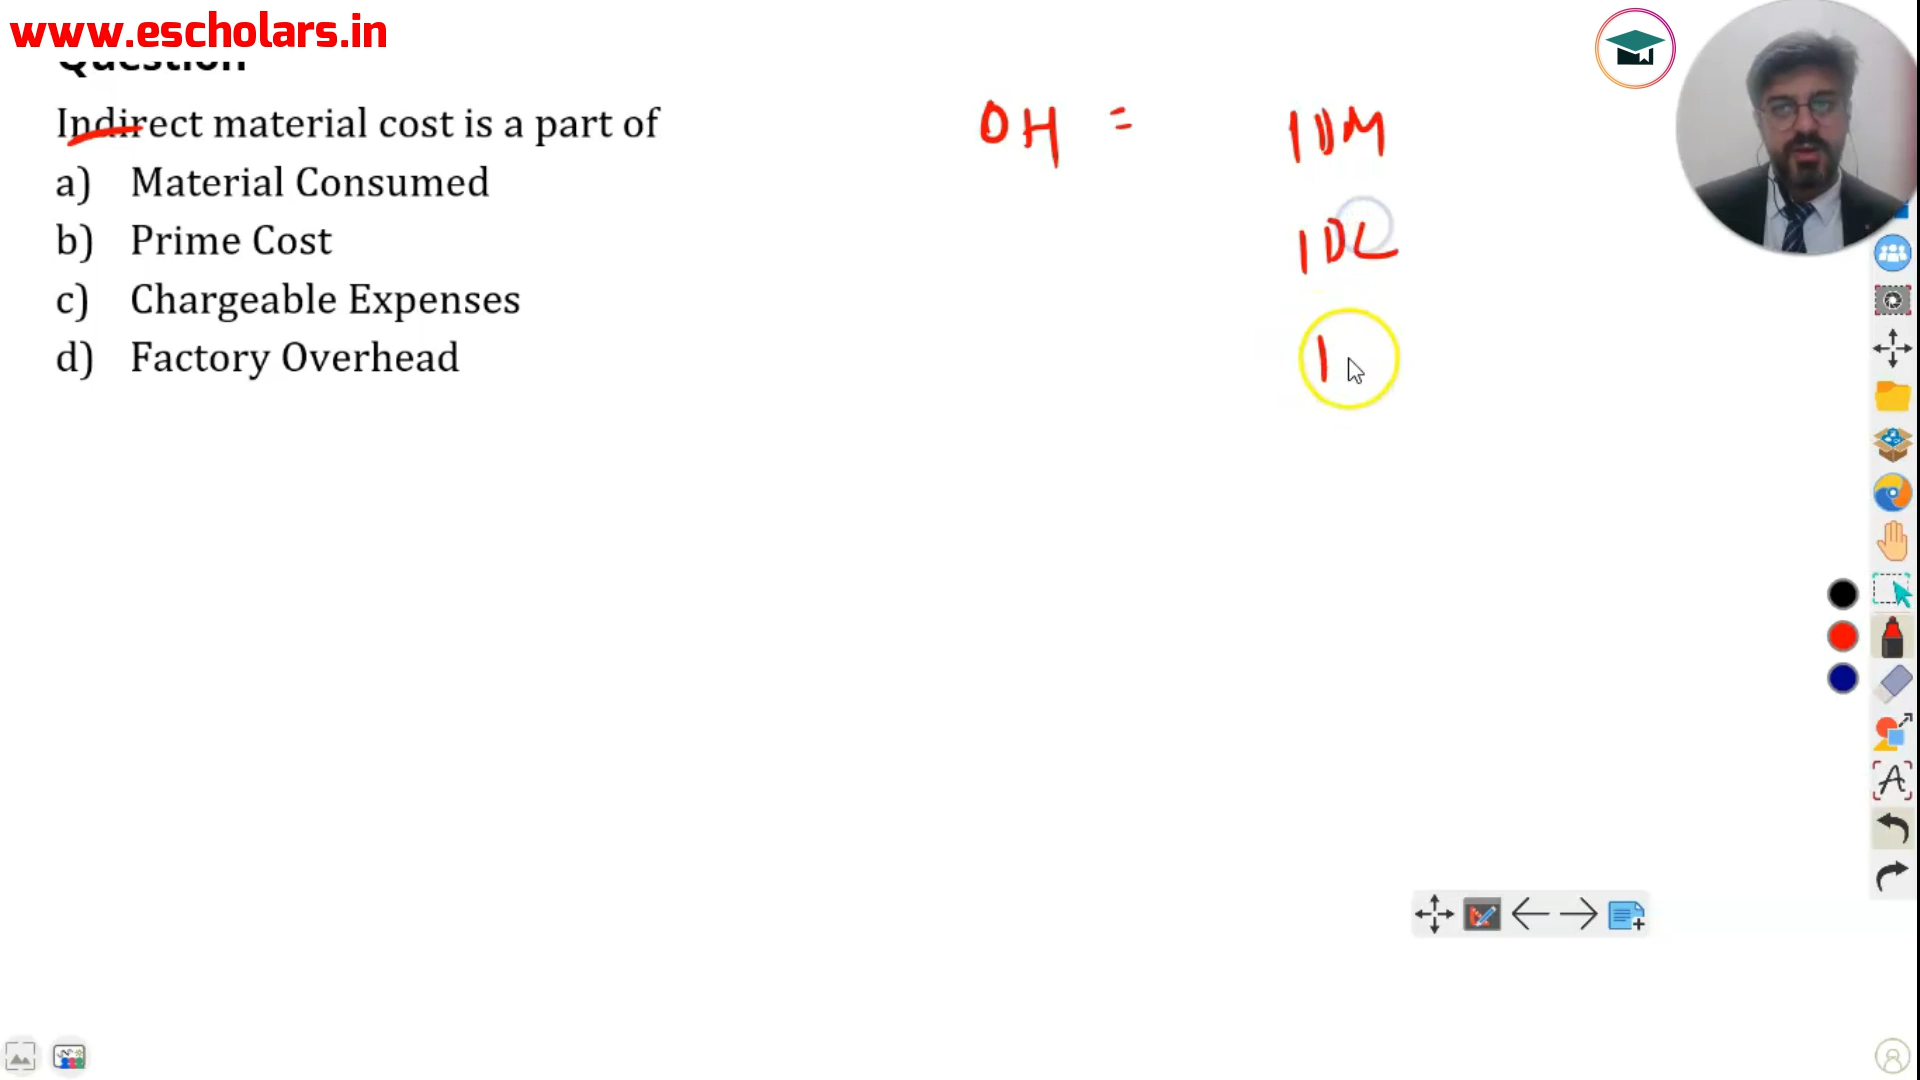 www.escholars.in
Question
Indirect material cost is a part of
a) Material Consumed
b) Prime Cost
c) Chargeable Expenses
d) Factory Overhead
OH = IDM
IDL
I